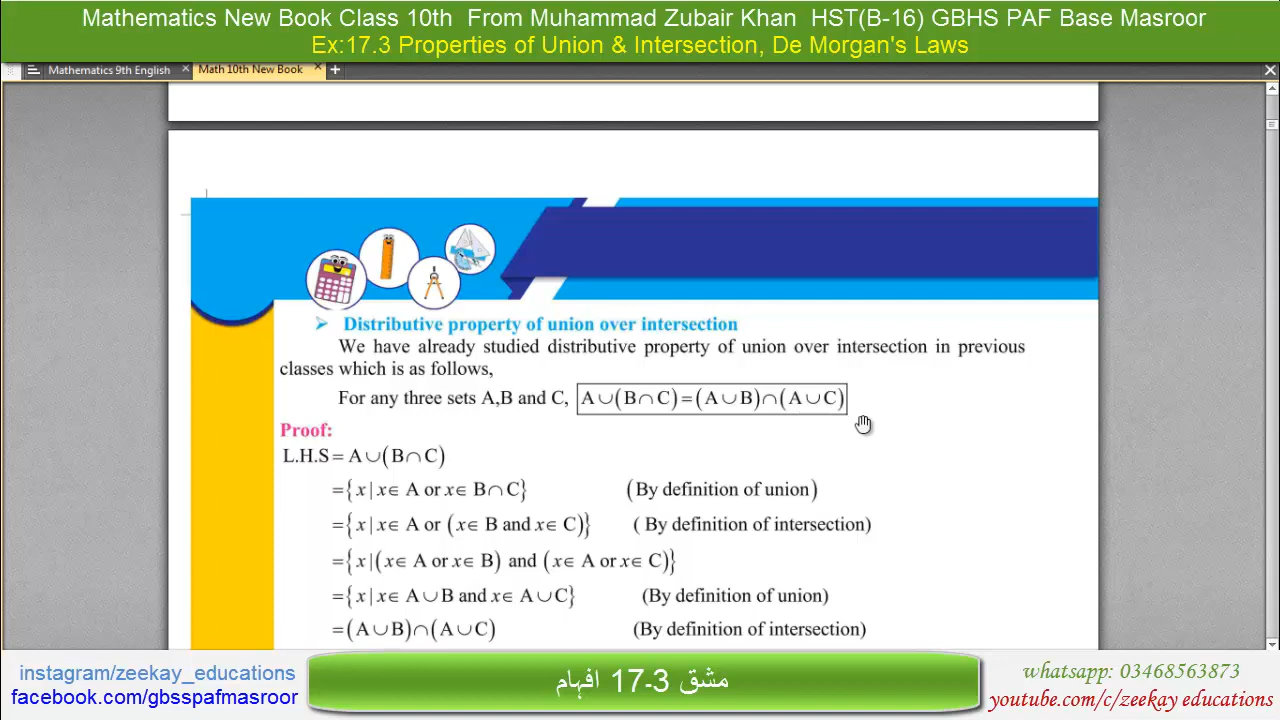 Mathematics New Book Class 10th From Muhammad Zubair Khan HST(B-16) GBHS PAF Base Masroor
Ex:17.3 Properties of Union & Intersection, De Morgan's Laws
Mathematics 9th English × Math 10th New Book × +
➢ Distributive property of union over intersection
We have already studied distributive property of union over intersection in previous
classes which is as follows,
For any three sets A,B and C, A∪(B∩C)=(A∪B)∩(A∪C)
Proof:
L.H.S = A∪(B∩C)
={x|x∈ A or x∈ B∩C} (By definition of union)
={x|x∈ A or (x∈ B and x∈ C)} ( By definition of intersection)
={x|(x∈ A or x∈ B) and (x∈ A or x∈ C)}
={x|x∈ A∪B and x∈ A∪C} (By definition of union)
=(A∪B)∩(A∪C) (By definition of intersection)
instagram/zeekay_educations
facebook.com/gbsspafmasroor
مشق 3-17 افہام
whatsapp: 03468563873
youtube.com/c/zeekay educations